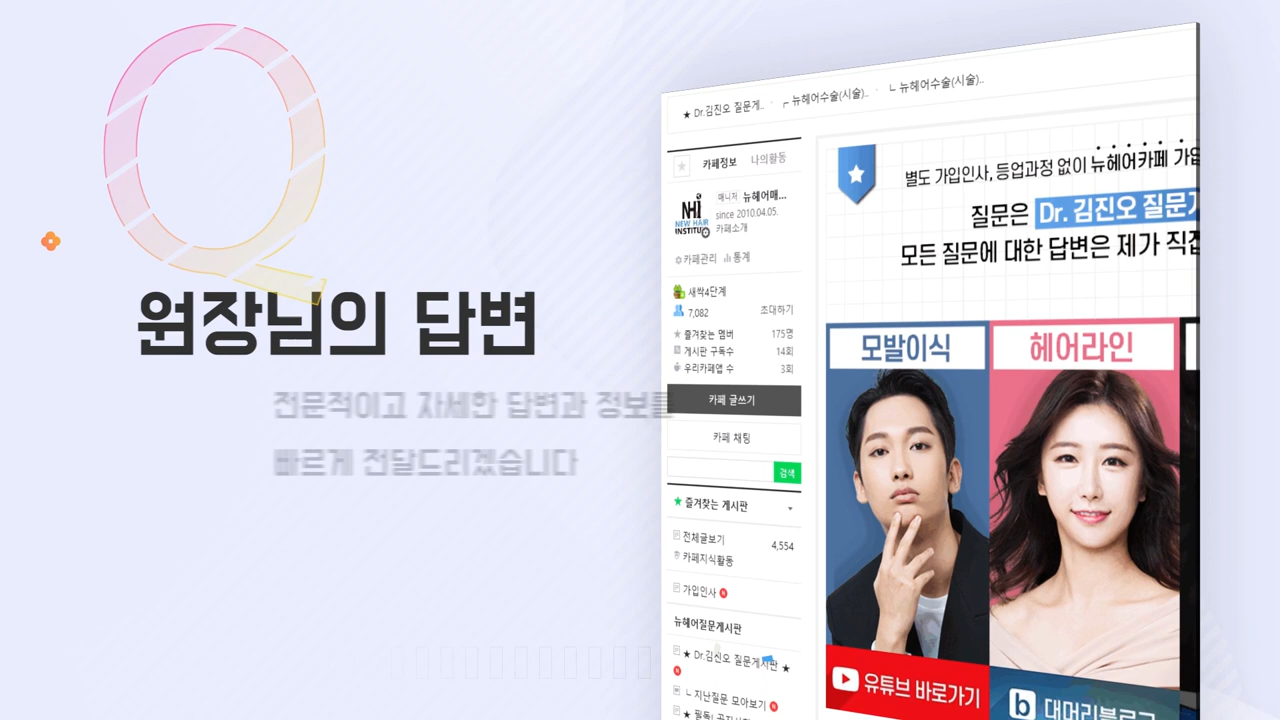 Q
원장님의 답변
전문적이고 자세한 답변과 정보를
빠르게 전달드리겠습니다
★ Dr.김진오 질문게.. · ┌ 뉴헤어수술(시술).. · ㄴ 뉴헤어수술(시술)..
카페정보 나의활동
매니저 뉴헤어매...
since 2010.04.05.
카페소개
NHI
NEW HAIR
INSTITU
카페관리 통계
새싹4단계
7,082 초대하기
즐겨찾는 멤버 175명
게시판 구독수 14회
우리카페앱 수 3회
카페 글쓰기
카페 채팅
검색
★ 즐겨찾는 게시판
전체글보기 4,554
카페지식활동
가입인사 N
뉴헤어질문게시판
★ Dr.김진오 질문게시판 ★
N
ㄴ 지난질문 모아보기 N
별도 가입인사, 등업과정 없이 뉴헤어카페 가입
질문은 Dr. 김진오 질문
모든 질문에 대한 답변은 제가 직접
모발이식
헤어라인
유튜브 바로가기
b 대머리블로그